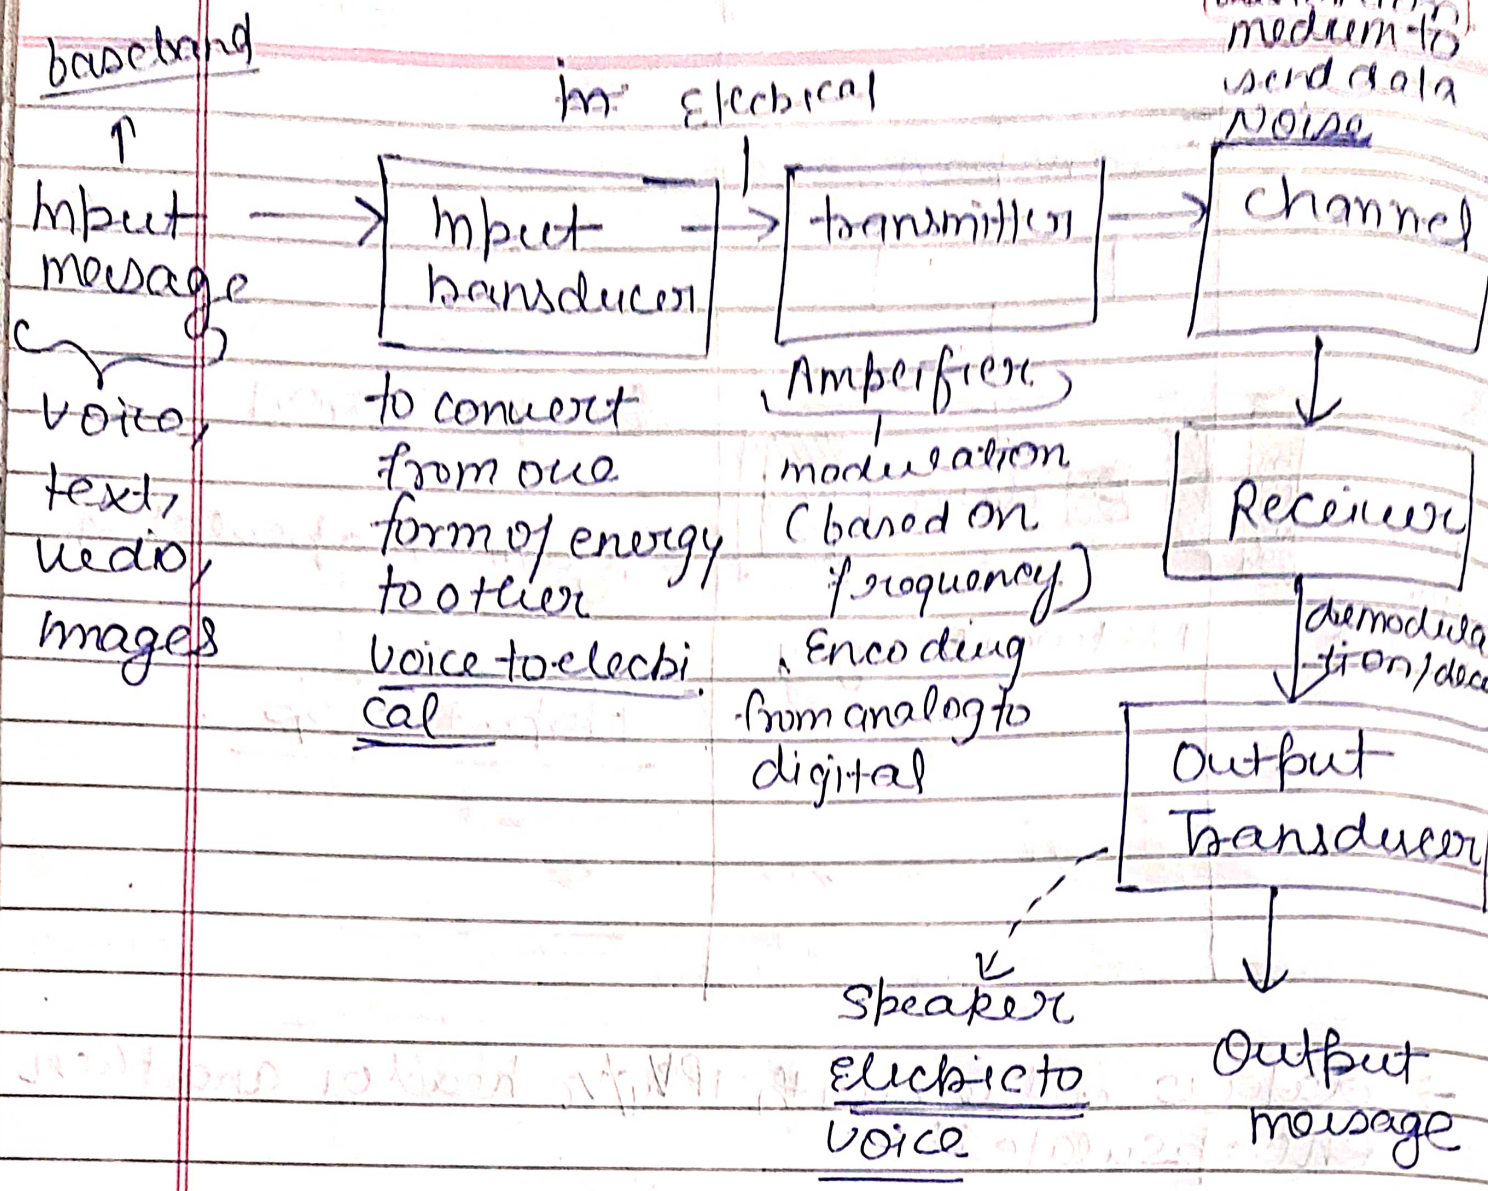 baseband
in Electrical
medium to
send data
Noise
Input
message
Input
transducer
transmitter
channel
voice,
text,
vedio,
images
to convert
from one
form of energy
to other
voice to electri
cal
Amplifier
modulation
(based on
frequency)
Encoding
from analog to
digital
Receiver
demodula
tion/dec
Output
Transducer
Speaker
Electric to
voice
Output
message